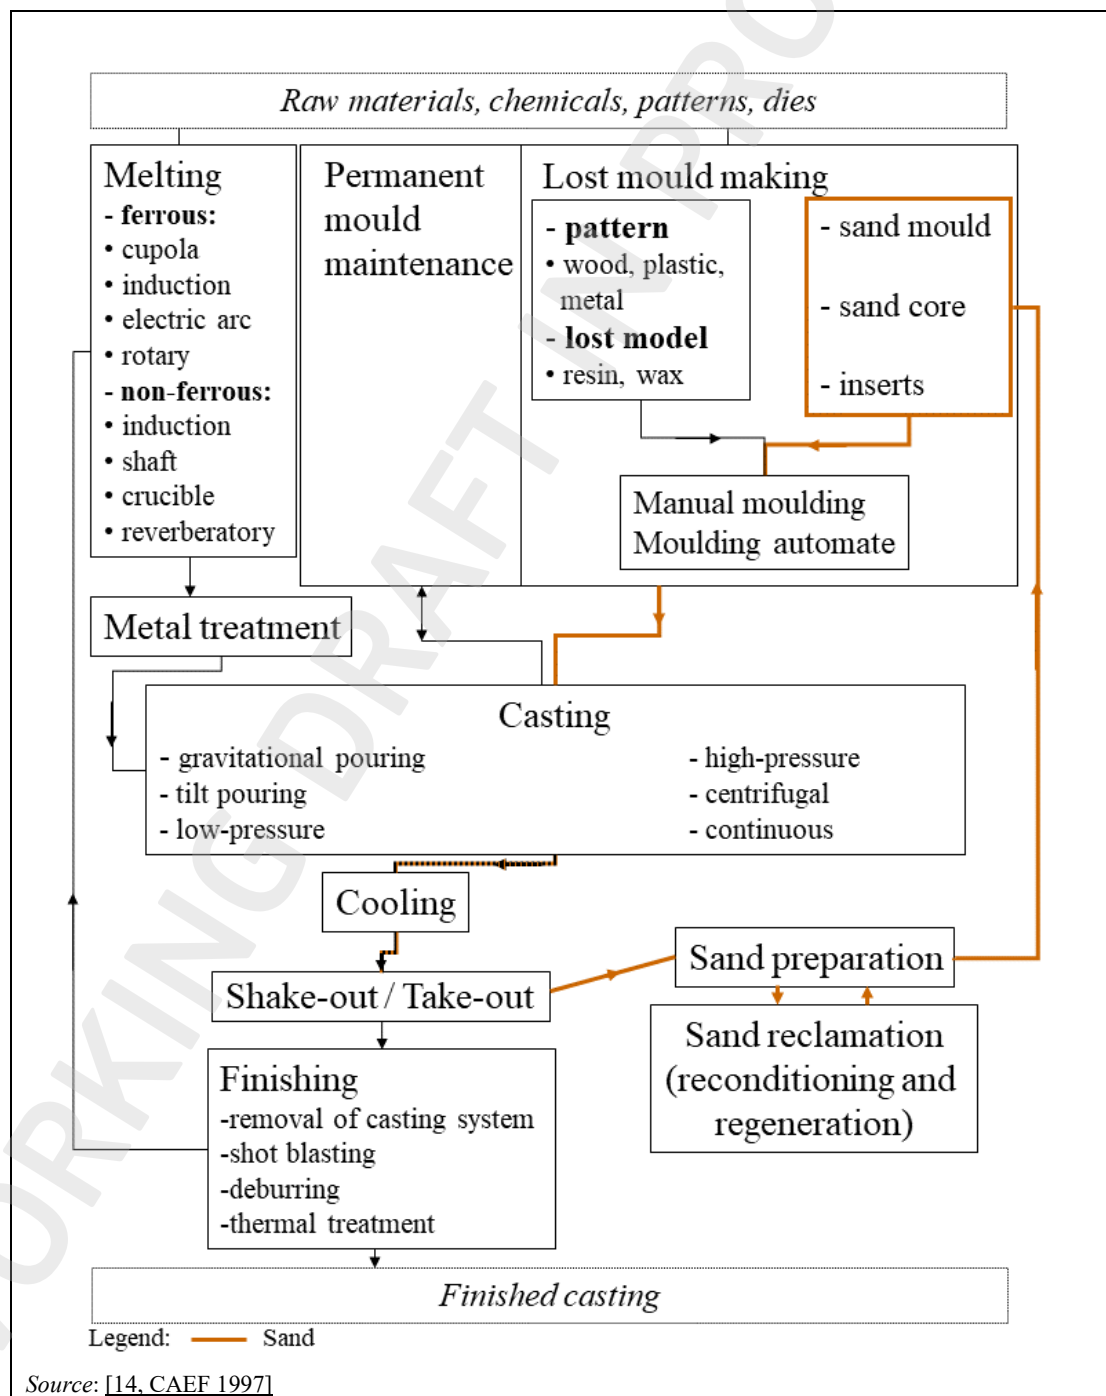 Raw materials, chemicals, patterns, dies
Melting
- ferrous:
• cupola
• induction
• electric arc
• rotary
- non-ferrous:
• induction
• shaft
• crucible
• reverberatory
Permanent
mould
maintenance
Lost mould making
- pattern
• wood, plastic,
metal
- lost model
• resin, wax
- sand mould
- sand core
- inserts
Manual moulding
Moulding automate
Metal treatment
Casting
- gravitational pouring
- tilt pouring
- low-pressure
- high-pressure
- centrifugal
- continuous
Cooling
Shake-out / Take-out
Sand preparation
Sand reclamation
(reconditioning and
regeneration)
Finishing
-removal of casting system
-shot blasting
-deburring
-thermal treatment
Finished casting
Legend: Sand
Source: [14, CAEF 1997]
WORKING DRAFT IN PRO